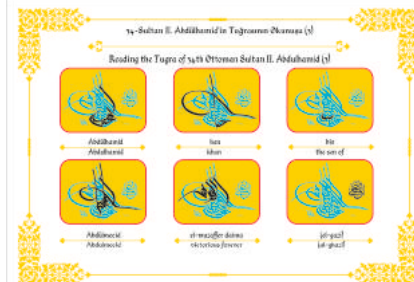 34-Sultan II. Abdülhamid'in Tuğrasının Okunuşu (3)
Reading the Tugra of 34th Ottoman Sultan II. Abdulhamid (3)
Abdülhamid
Abdulhamid
han
khan
bin
the son of
Abdülmecid
Abdulmecid
el-muzaffer daima
victorious forever
(el-gazi)
(al-ghazi)